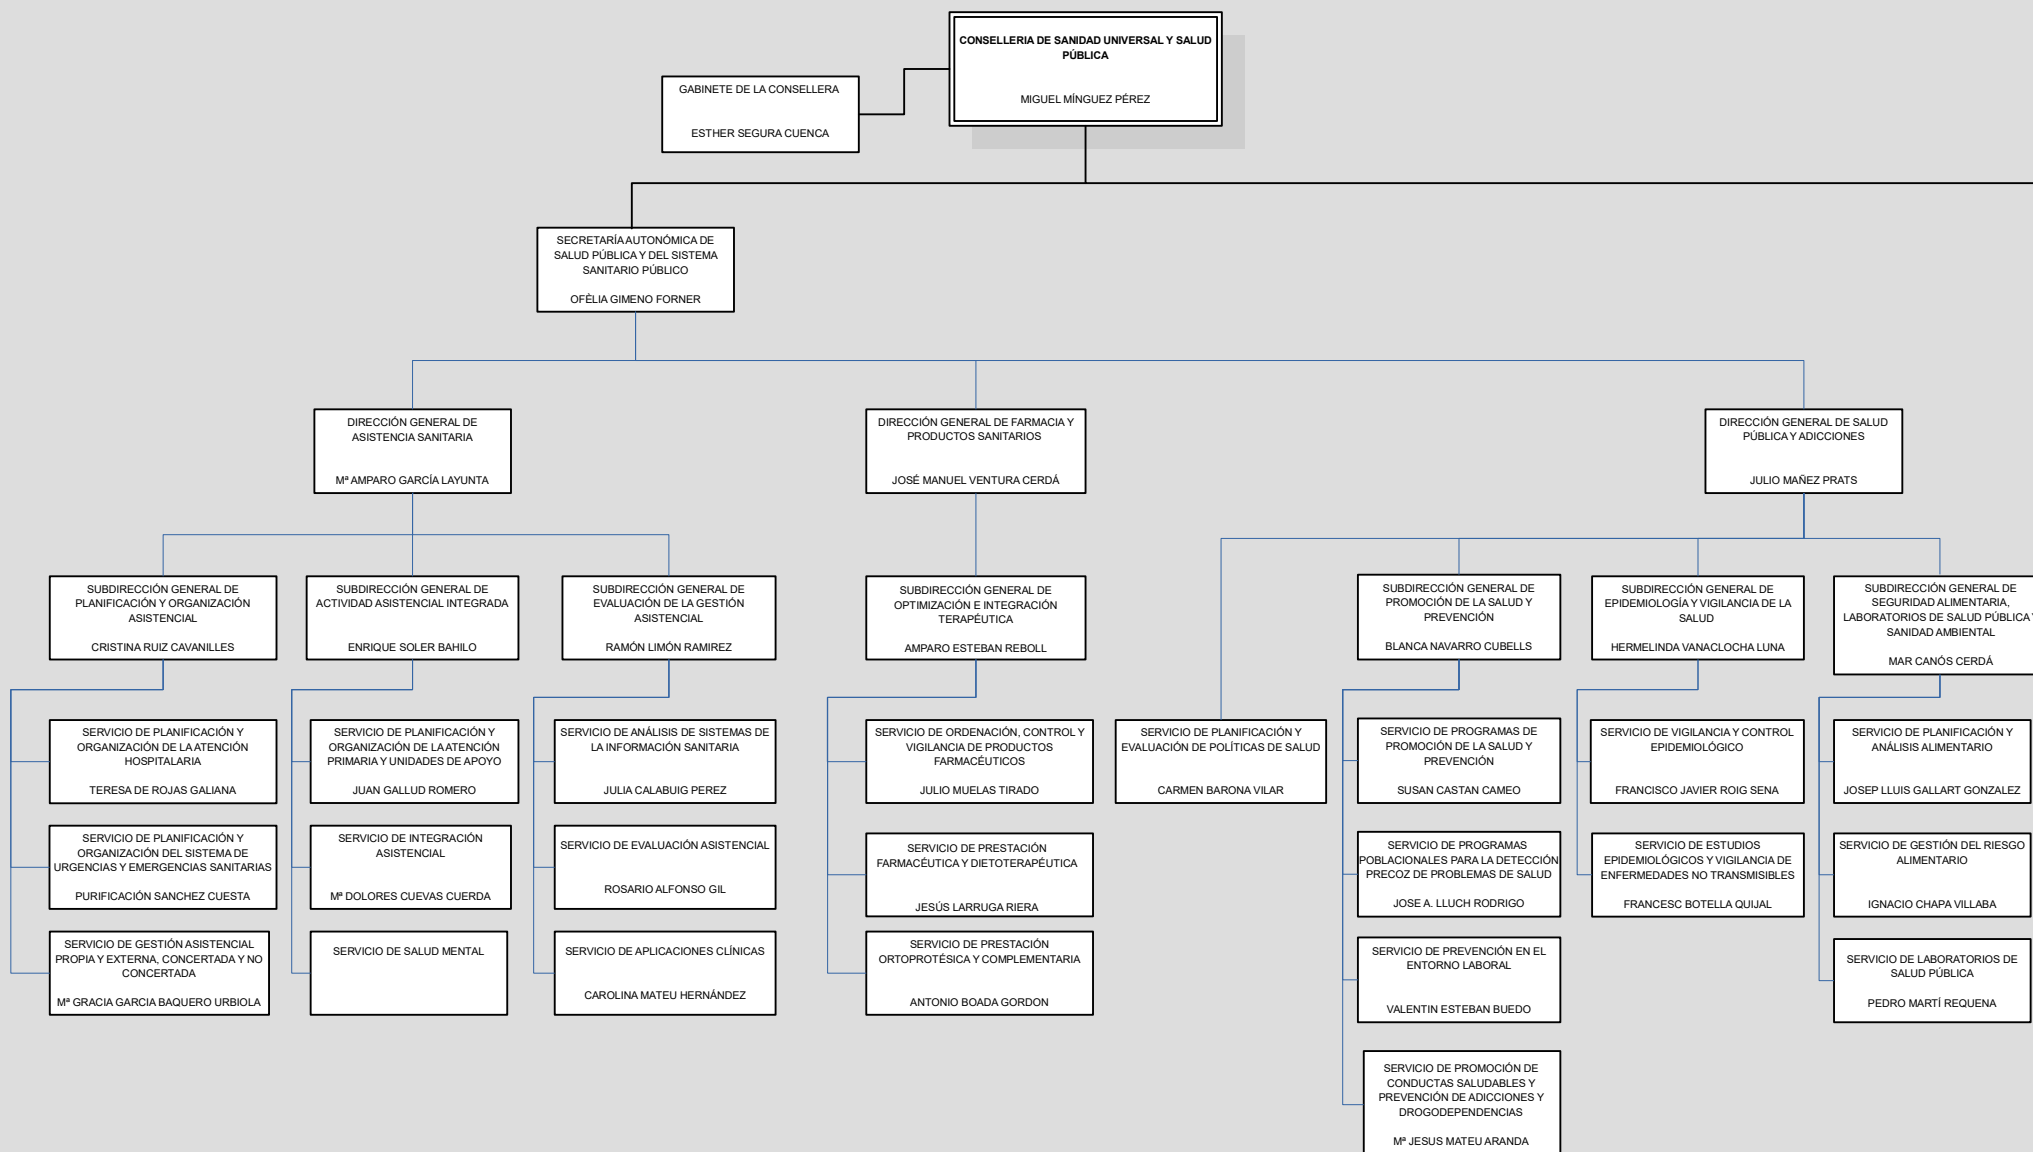 CONSELLERIA DE SANIDAD UNIVERSAL Y SALUD
PÚBLICA
MIGUEL MÍNGUEZ PÉREZ
GABINETE DE LA CONSELLERA
ESTHER SEGURA CUENCA
SECRETARÍA AUTONÓMICA DE
SALUD PÚBLICA Y DEL SISTEMA
SANITARIO PÚBLICO
OFÈLIA GIMENO FORNER
DIRECCIÓN GENERAL DE
ASISTENCIA SANITARIA
Mª AMPARO GARCÍA LAYUNTA
DIRECCIÓN GENERAL DE FARMACIA Y
PRODUCTOS SANITARIOS
JOSÉ MANUEL VENTURA CERDÁ
DIRECCIÓN GENERAL DE SALUD
PÚBLICA Y ADICCIONES
JULIO MAÑEZ PRATS
SUBDIRECCIÓN GENERAL DE
PLANIFICACIÓN Y ORGANIZACIÓN
ASISTENCIAL
CRISTINA RUIZ CAVANILLES
SUBDIRECCIÓN GENERAL DE
ACTIVIDAD ASISTENCIAL INTEGRADA
ENRIQUE SOLER BAHILO
SUBDIRECCIÓN GENERAL DE
EVALUACIÓN DE LA GESTIÓN
ASISTENCIAL
RAMÓN LIMÓN RAMIREZ
SUBDIRECCIÓN GENERAL DE
OPTIMIZACIÓN E INTEGRACIÓN
TERAPÉUTICA
AMPARO ESTEBAN REBOLL
SUBDIRECCIÓN GENERAL DE
PROMOCIÓN DE LA SALUD Y
PREVENCIÓN
BLANCA NAVARRO CUBELLS
SUBDIRECCIÓN GENERAL DE
EPIDEMIOLOGÍA Y VIGILANCIA DE LA
SALUD
HERMELINDA VANACLOCHA LUNA
SUBDIRECCIÓN GENERAL DE
SEGURIDAD ALIMENTARIA,
LABORATORIOS DE SALUD PÚBLICA Y
SANIDAD AMBIENTAL
MAR CANÓS CERDÁ
SERVICIO DE PLANIFICACIÓN Y
ORGANIZACIÓN DE LA ATENCIÓN
HOSPITALARIA
TERESA DE ROJAS GALIANA
SERVICIO DE PLANIFICACIÓN Y
ORGANIZACIÓN DE LA ATENCIÓN
PRIMARIA Y UNIDADES DE APOYO
JUAN GALLUD ROMERO
SERVICIO DE ANÁLISIS DE SISTEMAS DE
LA INFORMACIÓN SANITARIA
JULIA CALABUIG PEREZ
SERVICIO DE ORDENACIÓN, CONTROL Y
VIGILANCIA DE PRODUCTOS
FARMACÉUTICOS
JULIO MUELAS TIRADO
SERVICIO DE PLANIFICACIÓN Y
EVALUACIÓN DE POLÍTICAS DE SALUD
CARMEN BARONA VILAR
SERVICIO DE PROGRAMAS DE
PROMOCIÓN DE LA SALUD Y
PREVENCIÓN
SUSAN CASTAN CAMEO
SERVICIO DE VIGILANCIA Y CONTROL
EPIDEMIOLÓGICO
FRANCISCO JAVIER ROIG SENA
SERVICIO DE PLANIFICACIÓN Y
ANÁLISIS ALIMENTARIO
JOSEP LLUIS GALLART GONZALEZ
SERVICIO DE PLANIFICACIÓN Y
ORGANIZACIÓN DEL SISTEMA DE
URGENCIAS Y EMERGENCIAS SANITARIAS
PURIFICACIÓN SANCHEZ CUESTA
SERVICIO DE INTEGRACIÓN
ASISTENCIAL
Mª DOLORES CUEVAS CUERDA
SERVICIO DE EVALUACIÓN ASISTENCIAL
ROSARIO ALFONSO GIL
SERVICIO DE PRESTACIÓN
FARMACÉUTICA Y DIETOTERAPÉUTICA
JESÚS LARRUGA RIERA
SERVICIO DE PROGRAMAS
POBLACIONALES PARA LA DETECCIÓN
PRECOZ DE PROBLEMAS DE SALUD
JOSE A. LLUCH RODRIGO
SERVICIO DE ESTUDIOS
EPIDEMIOLÓGICOS Y VIGILANCIA DE
ENFERMEDADES NO TRANSMISIBLES
FRANCESC BOTELLA QUIJAL
SERVICIO DE GESTIÓN DEL RIESGO
ALIMENTARIO
IGNACIO CHAPA VILLABA
SERVICIO DE GESTIÓN ASISTENCIAL
PROPIA Y EXTERNA, CONCERTADA Y NO
CONCERTADA
Mª GRACIA GARCIA BAQUERO URBIOLA
SERVICIO DE SALUD MENTAL
SERVICIO DE APLICACIONES CLÍNICAS
CAROLINA MATEU HERNÁNDEZ
SERVICIO DE PRESTACIÓN
ORTOPROTÉSICA Y COMPLEMENTARIA
ANTONIO BOADA GORDON
SERVICIO DE PREVENCIÓN EN EL
ENTORNO LABORAL
VALENTIN ESTEBAN BUEDO
SERVICIO DE LABORATORIOS DE
SALUD PÚBLICA
PEDRO MARTÍ REQUENA
SERVICIO DE PROMOCIÓN DE
CONDUCTAS SALUDABLES Y
PREVENCIÓN DE ADICCIONES Y
DROGODEPENDENCIAS
Mª JESUS MATEU ARANDA